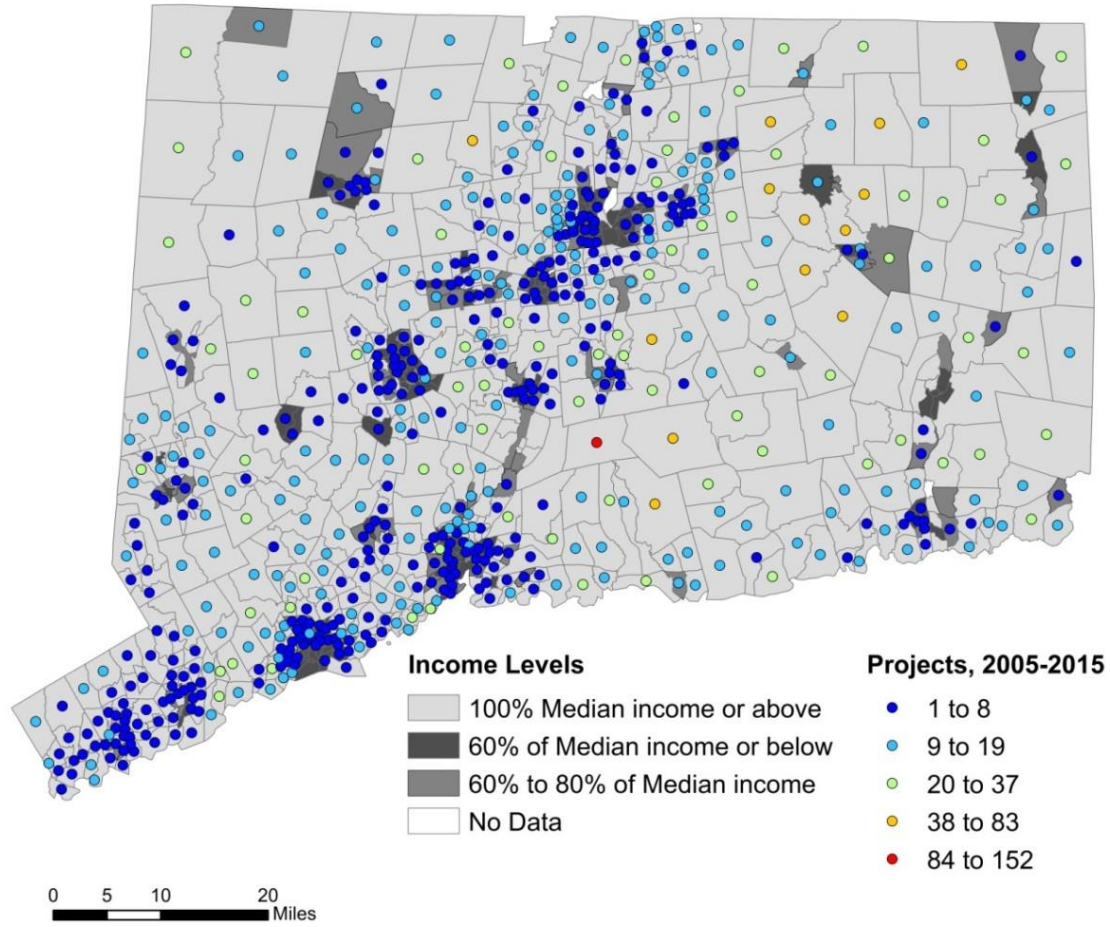 Income Levels
100% Median income or above
60% of Median income or below
60% to 80% of Median income
No Data
Projects, 2005-2015
1 to 8
9 to 19
20 to 37
38 to 83
84 to 152
0 5 10 20
Miles